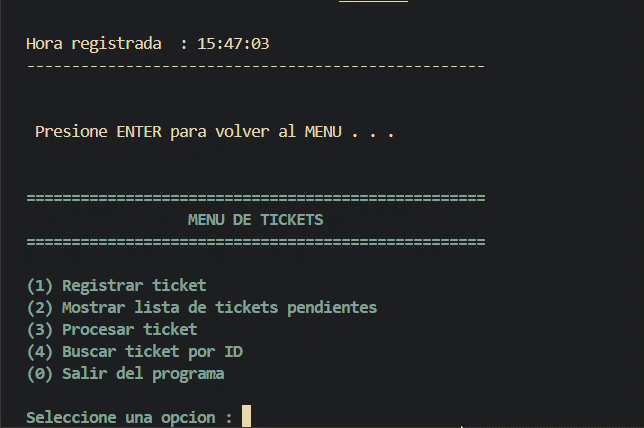 Hora registrada  : 15:47:03
---------------------------------------------------
Presione ENTER para volver al MENU . . .
===================================================
MENU DE TICKETS
===================================================
(1) Registrar ticket
(2) Mostrar lista de tickets pendientes
(3) Procesar ticket
(4) Buscar ticket por ID
(0) Salir del programa
Seleccione una opcion :